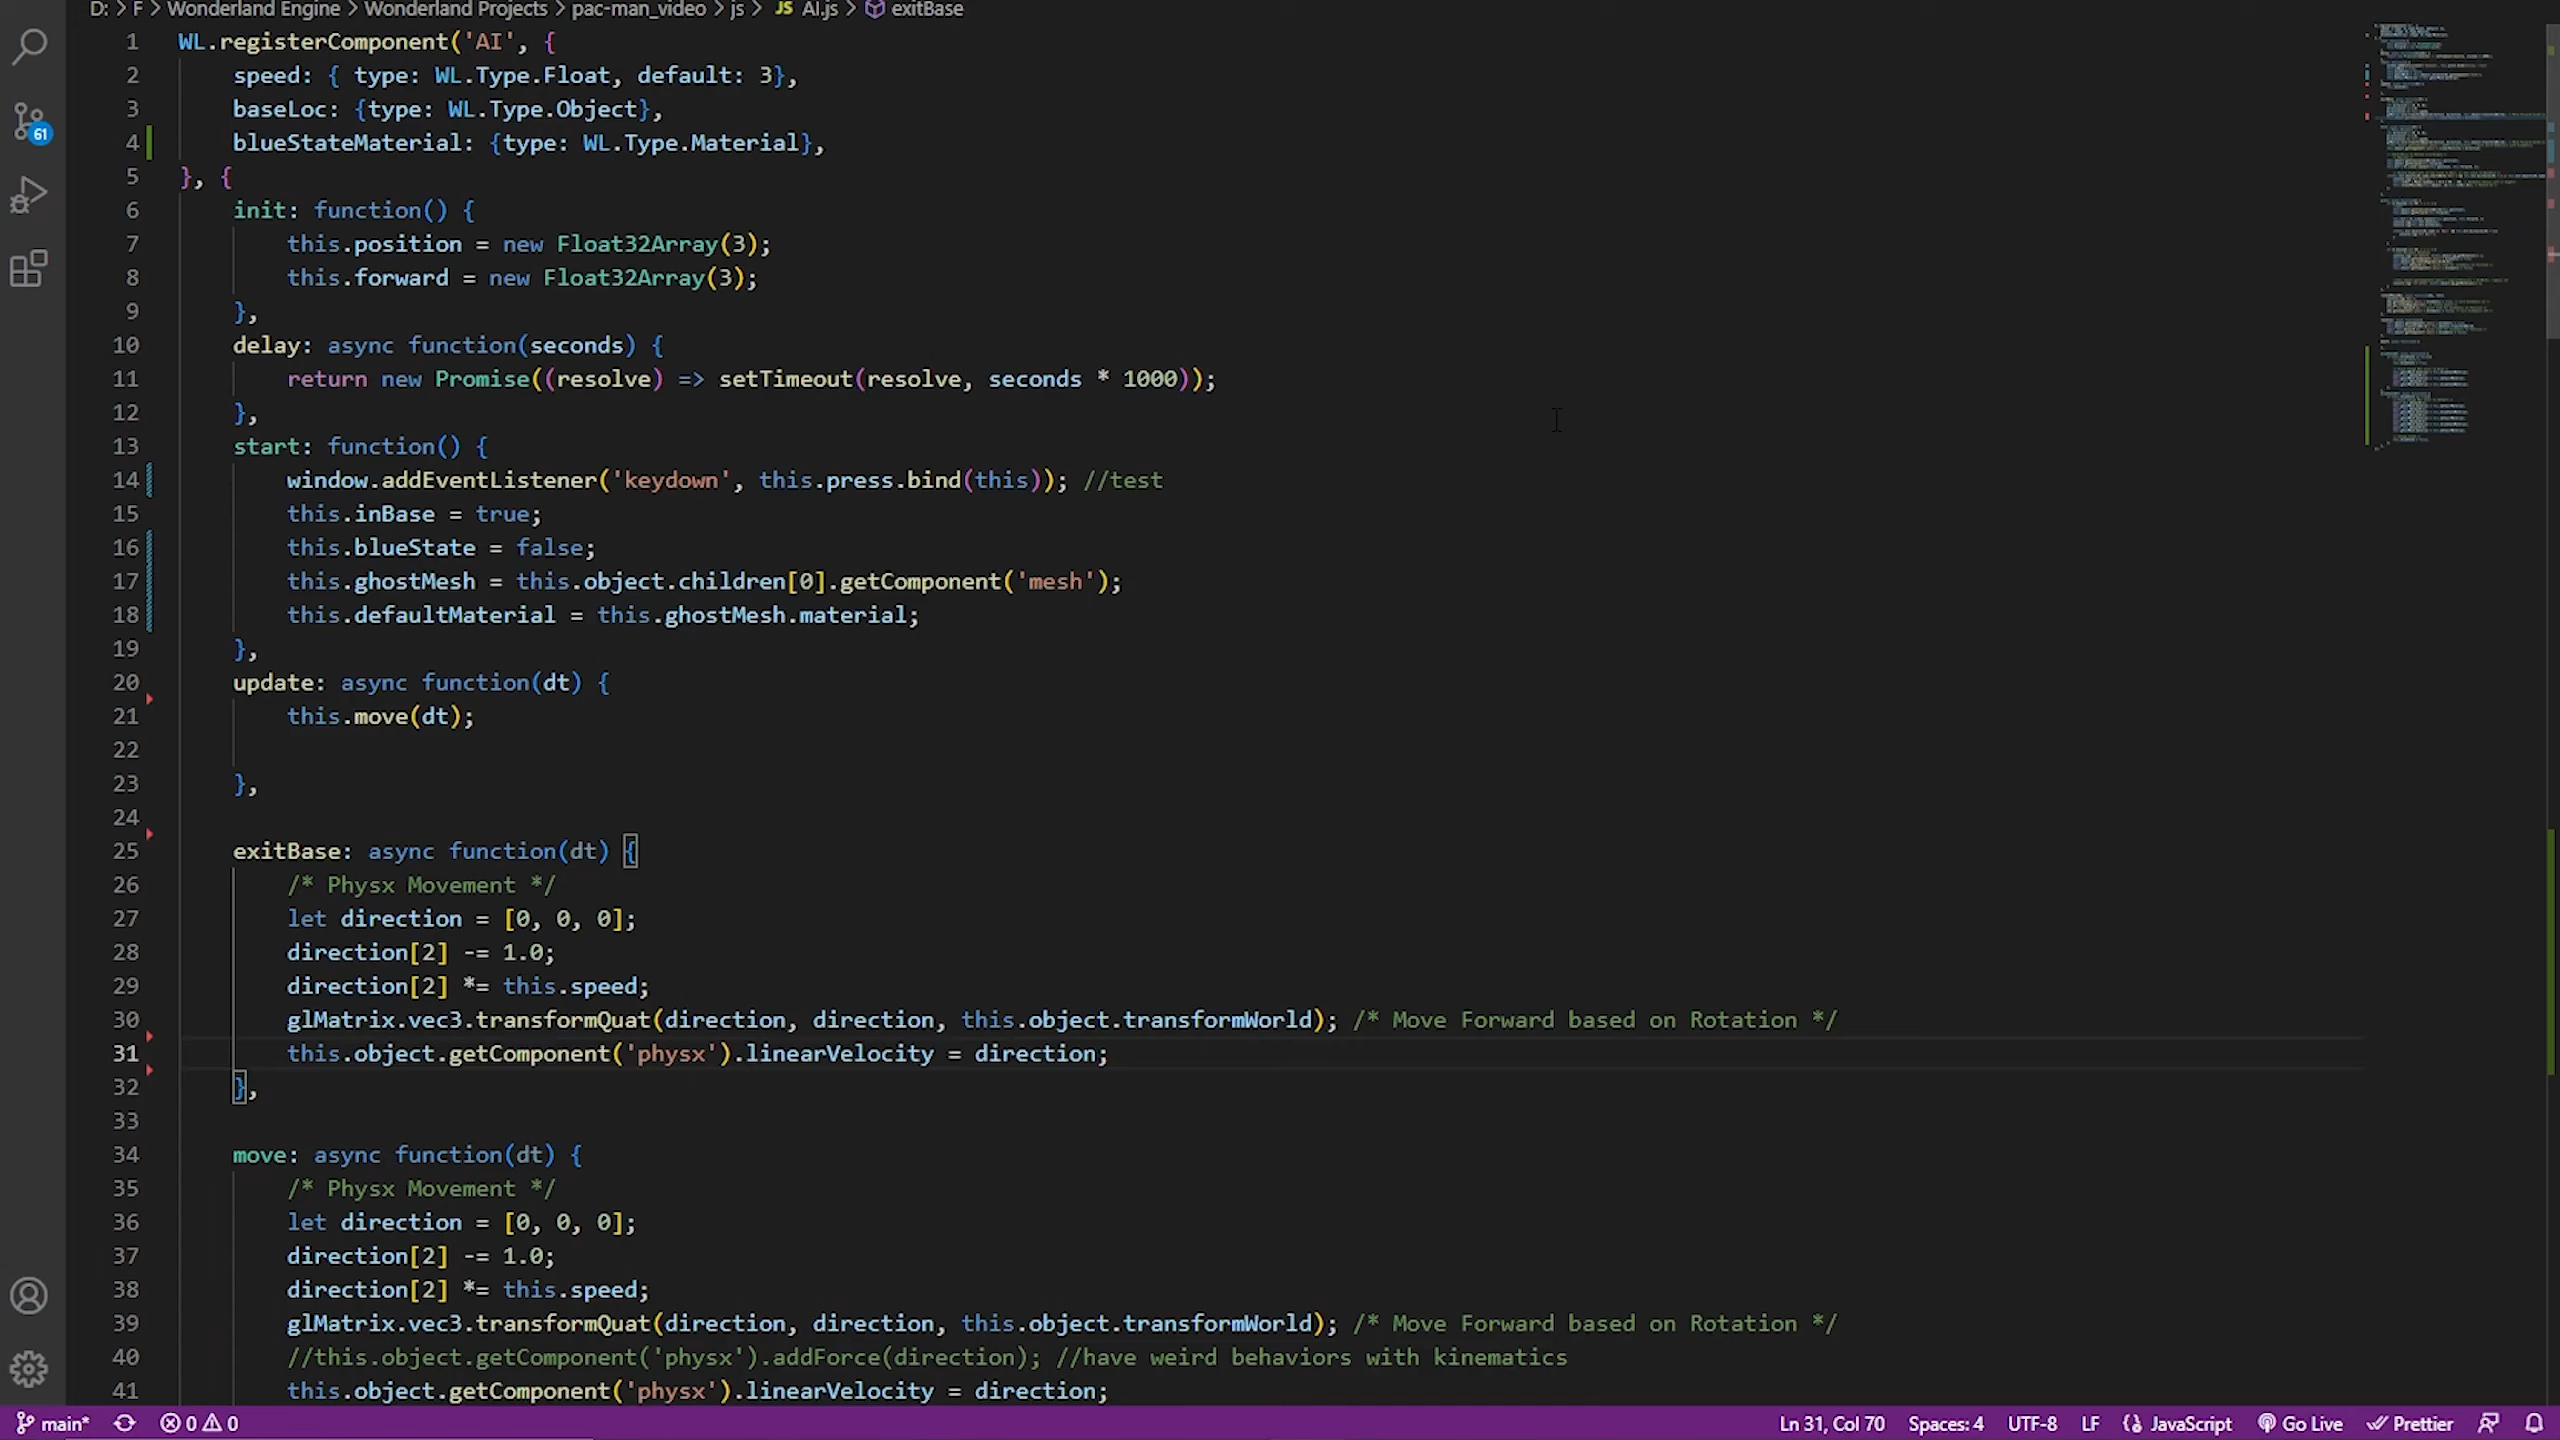 D: > F > Wonderland Engine > Wonderland Projects > pac-man_video > js > JS AI.js > exitBase
1 WL.registerComponent('AI', {
2 speed: { type: WL.Type.Float, default: 3},
3 baseLoc: {type: WL.Type.Object},
4 blueStateMaterial: {type: WL.Type.Material},
5 }, {
6 init: function() {
7 this.position = new Float32Array(3);
8 this.forward = new Float32Array(3);
9 },
10 delay: async function(seconds) {
11 return new Promise((resolve) => setTimeout(resolve, seconds * 1000));
12 },
13 start: function() {
14 window.addEventListener('keydown', this.press.bind(this)); //test
15 this.inBase = true;
16 this.blueState = false;
17 this.ghostMesh = this.object.children[0].getComponent('mesh');
18 this.defaultMaterial = this.ghostMesh.material;
19 },
20 update: async function(dt) {
21 this.move(dt);
22
23 },
24
25 exitBase: async function(dt) {
26 /* Physx Movement */
27 let direction = [0, 0, 0];
28 direction[2] -= 1.0;
29 direction[2] *= this.speed;
30 glMatrix.vec3.transformQuat(direction, direction, this.object.transformWorld); /* Move Forward based on Rotation */
31 this.object.getComponent('physx').linearVelocity = direction;
32 },
33
34 move: async function(dt) {
35 /* Physx Movement */
36 let direction = [0, 0, 0];
37 direction[2] -= 1.0;
38 direction[2] *= this.speed;
39 glMatrix.vec3.transformQuat(direction, direction, this.object.transformWorld); /* Move Forward based on Rotation */
40 //this.object.getComponent('physx').addForce(direction); //have weird behaviors with kinematics
41 this.object.getComponent('physx').linearVelocity = direction;
61
main* 0 0 Ln 31, Col 70 Spaces: 4 UTF-8 LF JavaScript Go Live Prettier